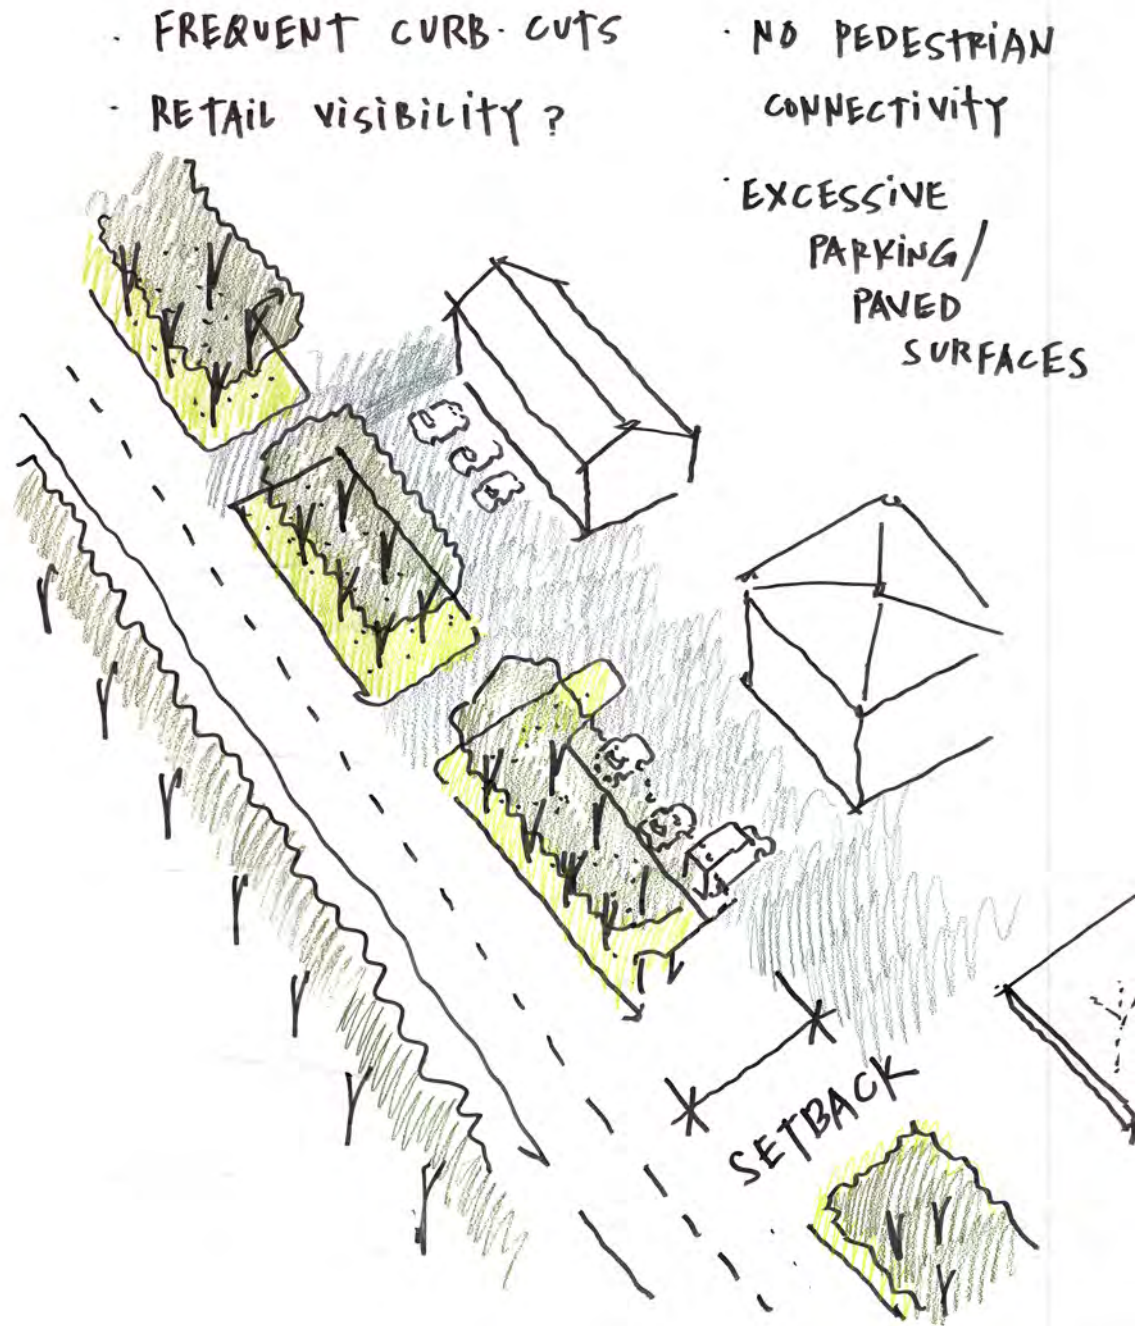 · FREQUENT CURB-CUTS
· RETAIL VISIBILITY?
· NO PEDESTRIAN
CONNECTIVITY
· EXCESSIVE
PARKING/
PAVED
SURFACES
SETBACK